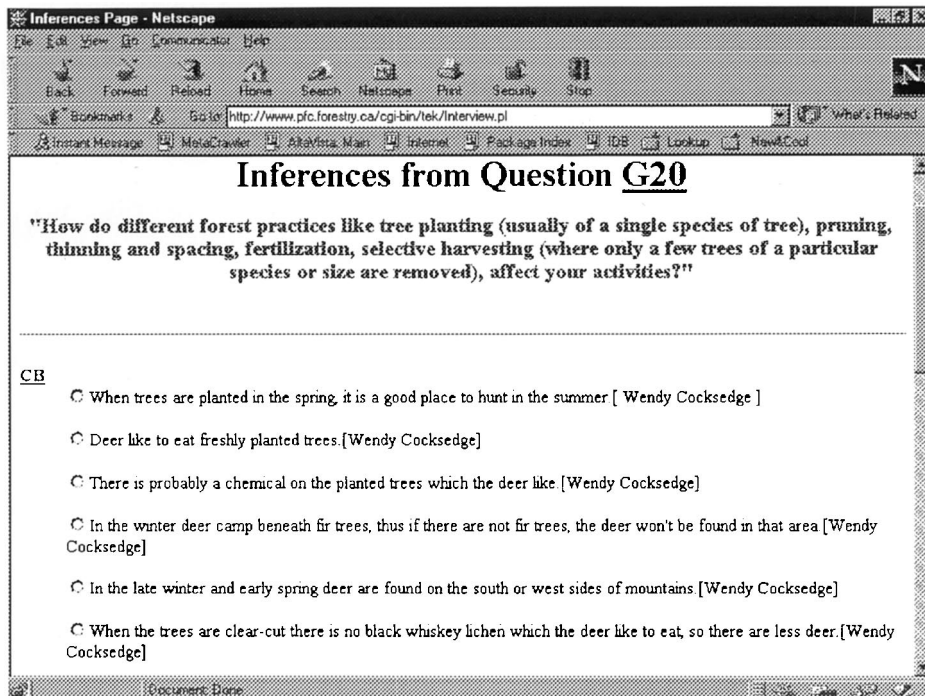 Inferences Page - Netscape
File Edit View Go Communicator Help
Back Forward Reload Home Search Netscape Print Security Stop
Bookmarks Go to: http://www.pfc.forestry.ca/cgi-bin/tek/Interview.pl What's Related
Instant Message MetaCrawler AltaVista Main Internet Package Index IDB Lookup New&Cool
Inferences from Question G20
"How do different forest practices like tree planting (usually of a single species of tree), pruning,
thinning and spacing, fertilization, selective harvesting (where only a few trees of a particular
species or size are removed), affect your activities?"
CB
When trees are planted in the spring, it is a good place to hunt in the summer [ Wendy Cocksedge ]
Deer like to eat freshly planted trees.[Wendy Cocksedge]
There is probably a chemical on the planted trees which the deer like.[Wendy Cocksedge]
In the winter deer camp beneath fir trees, thus if there are not fir trees, the deer won't be found in that area.[Wendy
Cocksedge]
In the late winter and early spring deer are found on the south or west sides of mountains.[Wendy Cocksedge]
When the trees are clear-cut there is no black whiskey lichen which the deer like to eat, so there are less deer.[Wendy
Cocksedge]
Document: Done